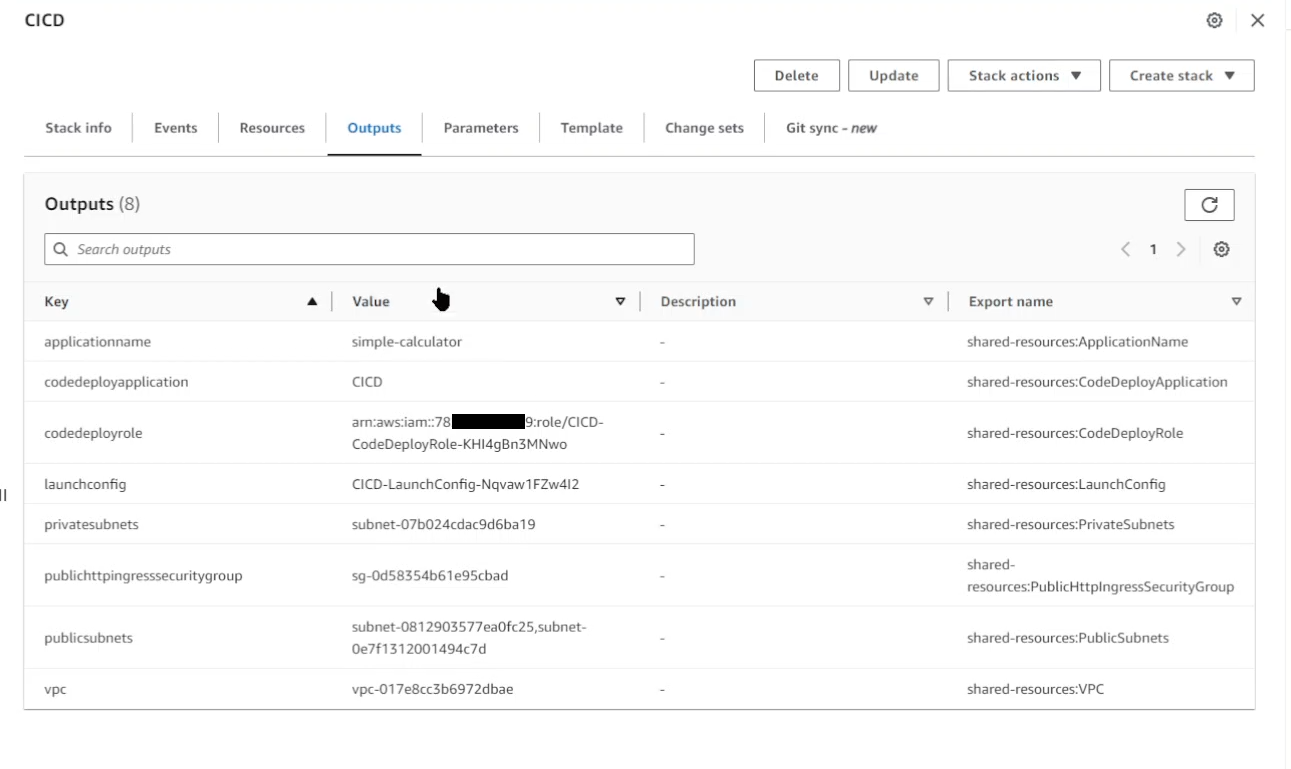 CICD
Delete Update Stack actions Create stack
Stack info Events Resources Outputs Parameters Template Change sets Git sync - new
Outputs (8)
Search outputs
1
Key Value Description Export name
applicationname simple-calculator - shared-resources:ApplicationName
codedeployapplication CICD - shared-resources:CodeDeployApplication
codedeployrole arn:aws:iam::78 9:role/CICD-
CodeDeployRole-KHI4gBn3MNwo - shared-resources:CodeDeployRole
launchconfig CICD-LaunchConfig-Nqvaw1FZw4I2 - shared-resources:LaunchConfig
privatesubnets subnet-07b024cdac9d6ba19 - shared-resources:PrivateSubnets
publichttpingresssecuritygroup sg-0d58354b61e95cbad - shared-
resources:PublicHttpIngressSecurityGroup
publicsubnets subnet-0812903577ea0fc25,subnet-
0e7f1312001494c7d - shared-resources:PublicSubnets
vpc vpc-017e8cc3b6972dbae - shared-resources:VPC